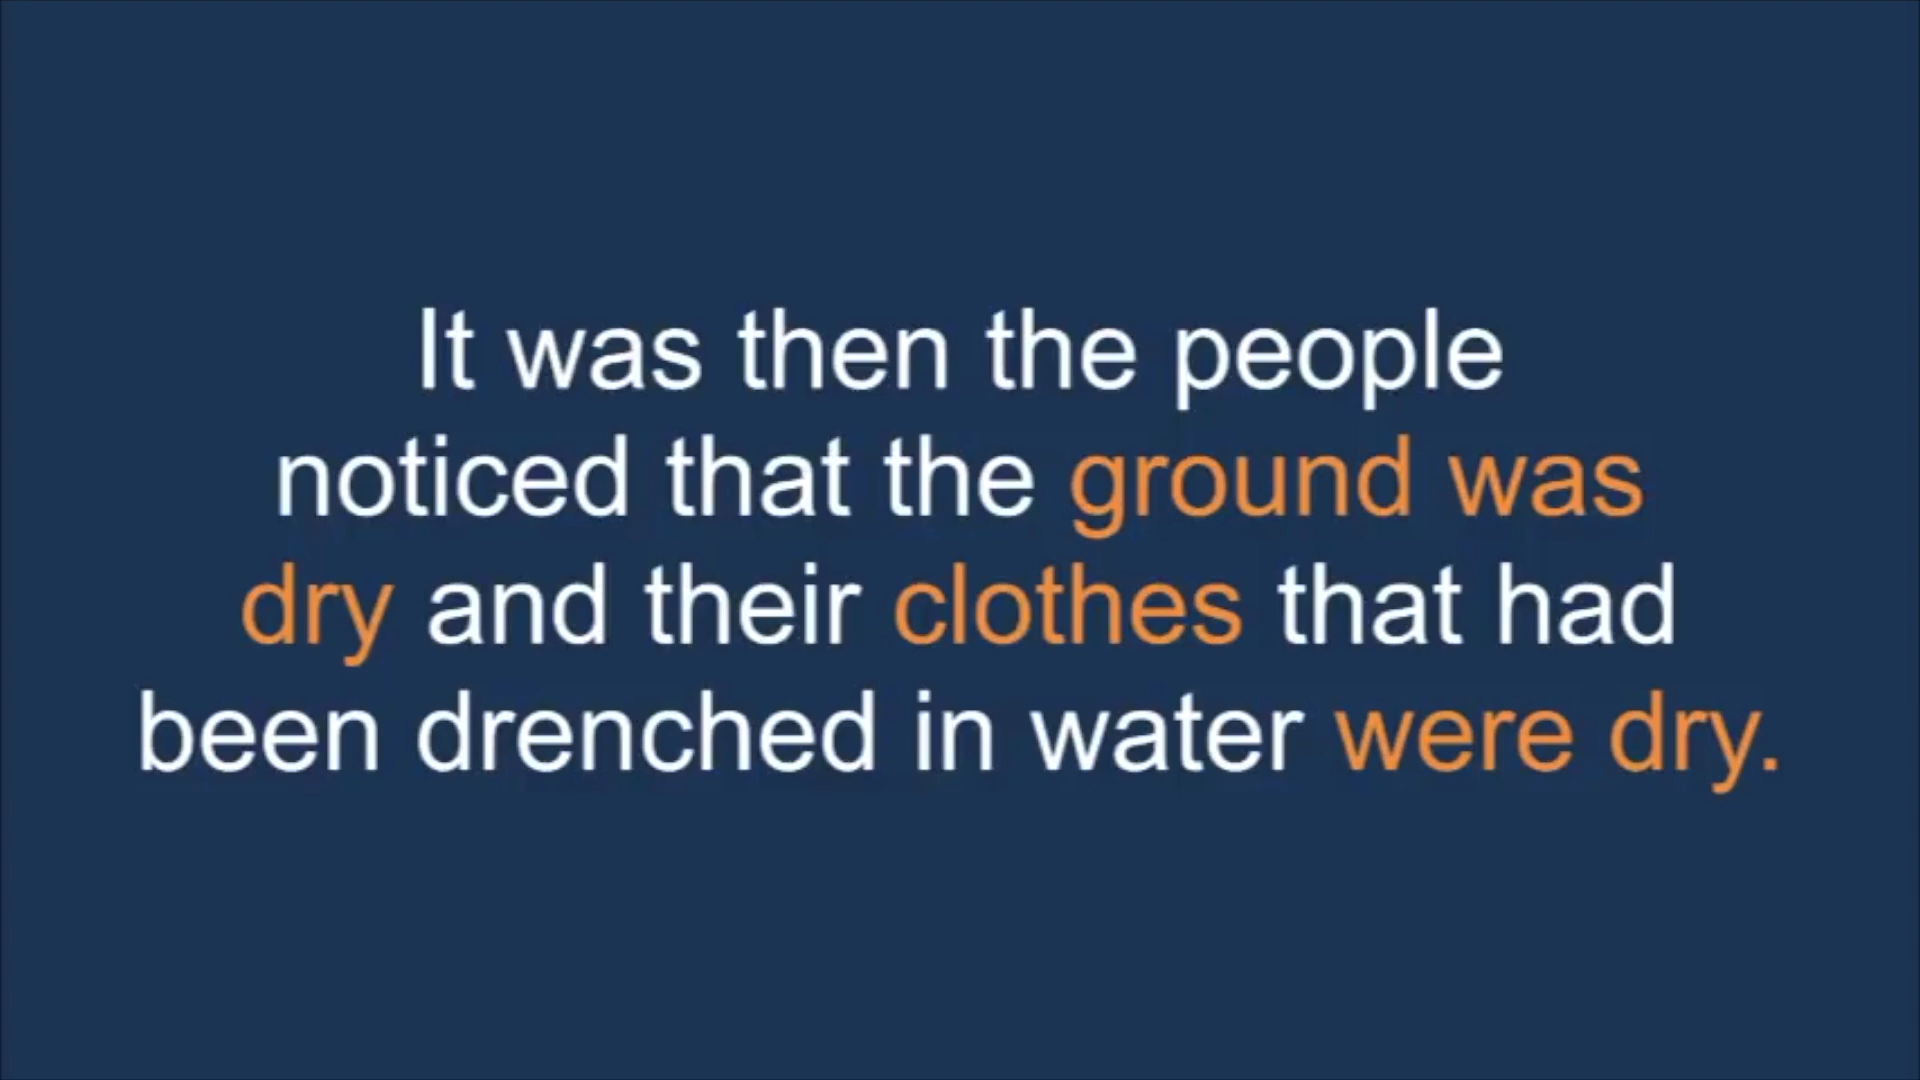 It was then the people
noticed that the ground was
dry and their clothes that had
been drenched in water were dry.